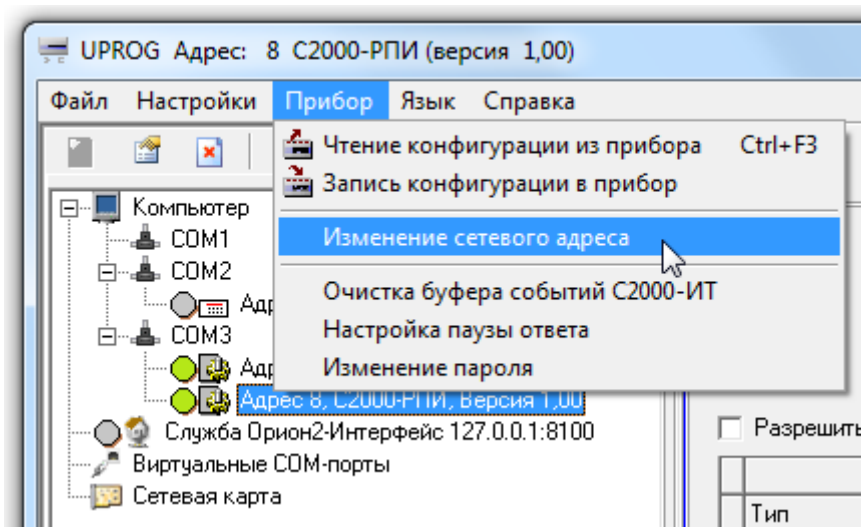 UPROG Адрес: 8 С2000-РПИ (версия 1,00)
Файл Настройки Прибор Язык Справка
Чтение конфигурации из прибора Ctrl+F3
Запись конфигурации в прибор
Изменение сетевого адреса
Очистка буфера событий С2000-ИТ
Настройка паузы ответа
Изменение пароля
Компьютер
COM1
COM2
COM3
Адрес 8, С2000-РПИ, Версия 1,00
Служба Орион2-Интерфейс 127.0.0.1:8100
Виртуальные COM-порты
Сетевая карта
Разрешить
Тип